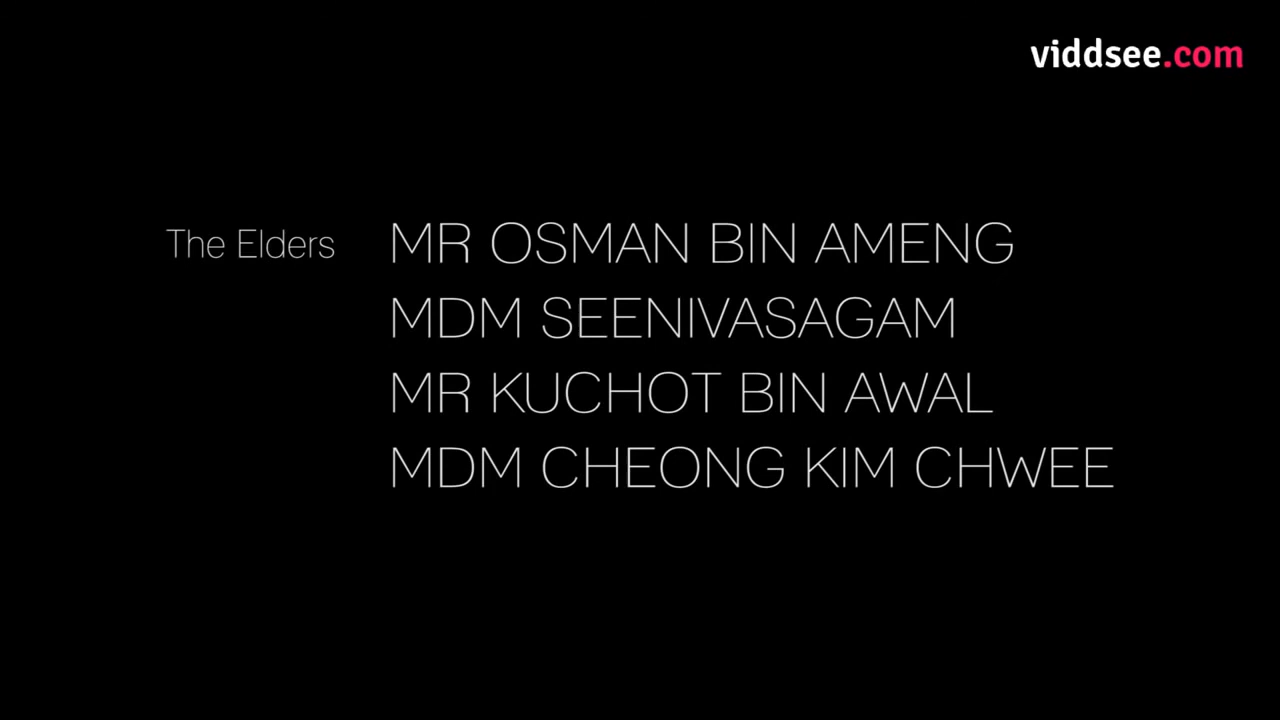 viddsee.com
The Elders MR OSMAN BIN AMENG
MDM SEENIVASAGAM
MR KUCHOT BIN AWAL
MDM CHEONG KIM CHWEE